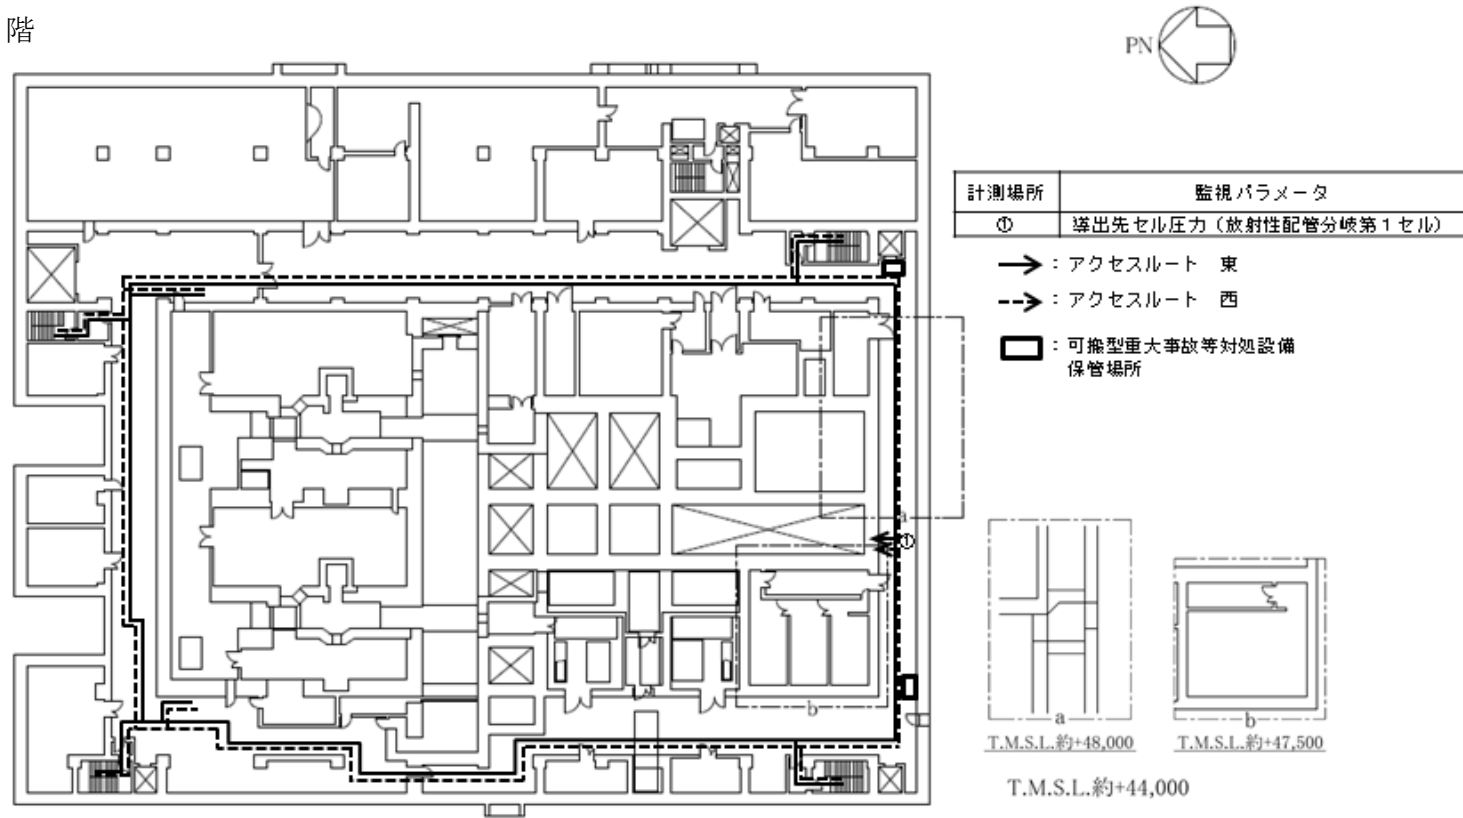 階
PN
計測場所 監視パラメータ
① 導出先セル圧力（放射性配管分岐第１セル）
：アクセスルート　東
：アクセスルート　西
：可搬型重大事故等対処設備
保管場所
a
①
b
a
T.M.S.L.約+48,000
b
T.M.S.L.約+47,500
T.M.S.L.約+44,000